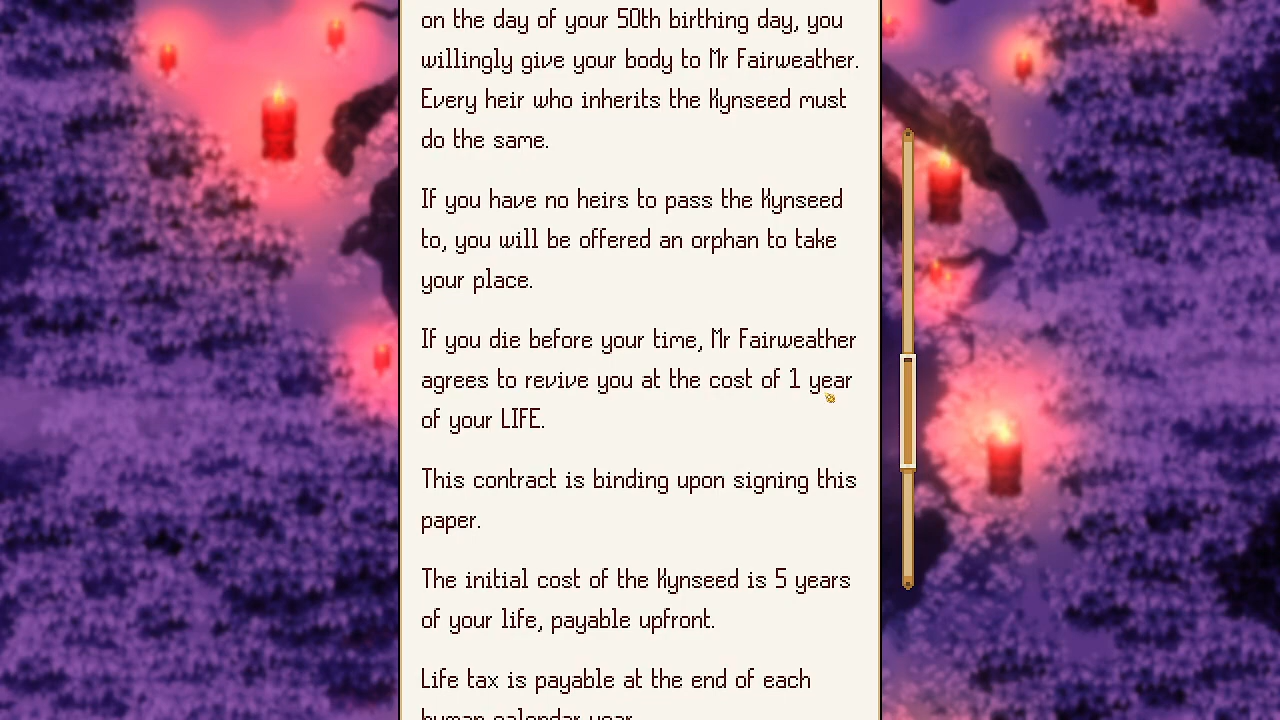 on the day of your 50th birthing day, you
willingly give your body to Mr Fairweather.
Every heir who inherits the Kynseed must
do the same.
If you have no heirs to pass the Kynseed
to, you will be offered an orphan to take
your place.
If you die before your time, Mr Fairweather
agrees to revive you at the cost of 1 year
of your LIFE.
This contract is binding upon signing this
paper.
The initial cost of the Kynseed is 5 years
of your life, payable upfront.
Life tax is payable at the end of each
human calendar year.